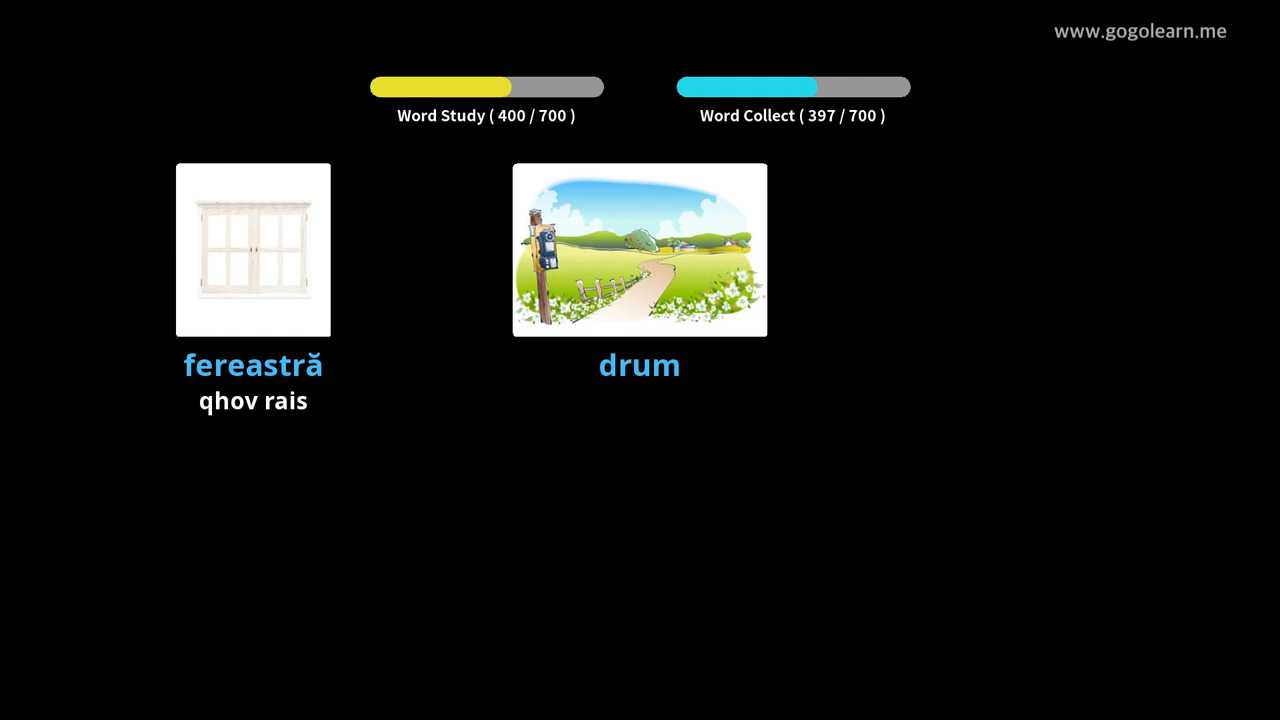 www.gogolearn.me
Word Study ( 400 / 700 )
Word Collect ( 397 / 700 )
fereastră
qhov rais
drum